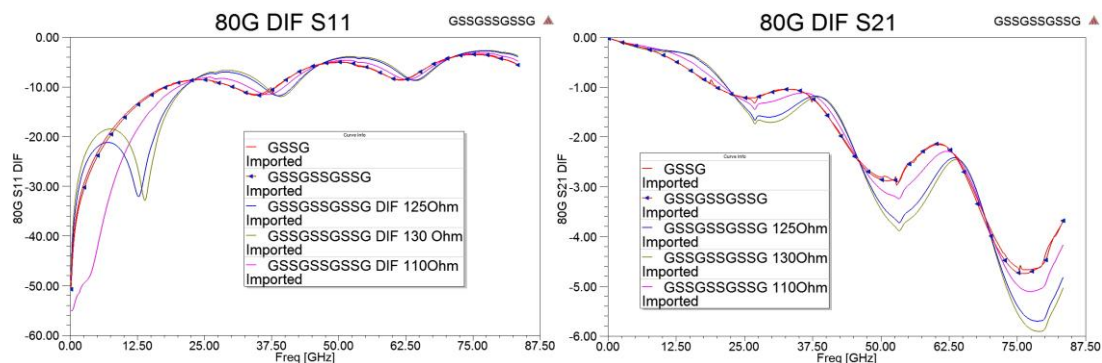 80G DIF S11
GSSGSSGSSG
0.00
-10.00
-20.00
-30.00
-40.00
-50.00
-60.00
80G S11 DIF
Curve Info
GSSG
Imported
GSSGSSGSSG
Imported
GSSGSSGSSG DIF 125Ohm
Imported
GSSGSSGSSG DIF 130 Ohm
Imported
GSSGSSGSSG DIF 110Ohm
Imported
0.00 12.50 25.00 37.50 50.00 62.50 75.00 87.50
Freq [GHz]
80G DIF S21
GSSGSSGSSG
0.00
-1.00
-2.00
-3.00
-4.00
-5.00
-6.00
80G S21 DIF
Curve Info
GSSG
Imported
GSSGSSGSSG
Imported
GSSGSSGSSG 125Ohm
Imported
GSSGSSGSSG 130Ohm
Imported
GSSGSSGSSG 110Ohm
Imported
0.00 12.50 25.00 37.50 50.00 62.50 75.00 87.50
Freq [GHz]